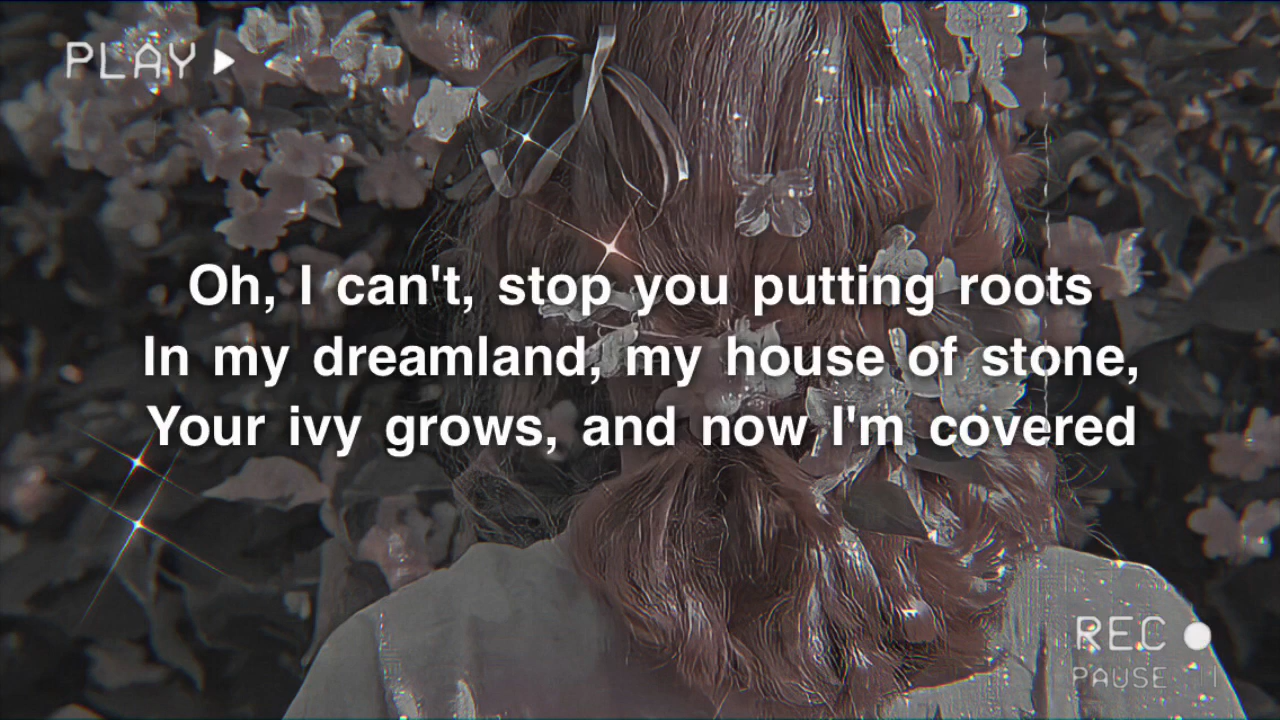 PLAY
Oh, I can't, stop you putting roots
In my dreamland, my house of stone,
Your ivy grows, and now I'm covered
REC
PAUSE